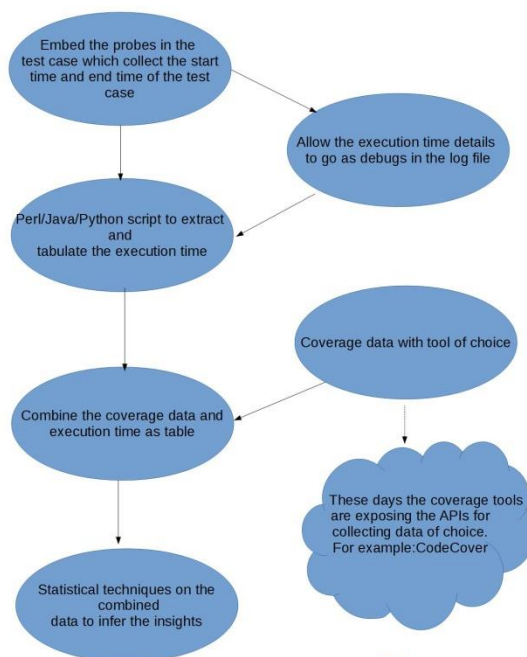 Embed the probes in the
test case which collect the start
time and end time of the test
case
Allow the execution time details
to go as debugs in the log file
Perl/Java/Python script to extract
and
tabulate the execution time
Coverage data with tool of choice
Combine the coverage data and
execution time as table
These days the coverage tools
are exposing the APIs for
collecting data of choice.
For example:CodeCover
Statistical techniques on the
combined
data to infer the insights